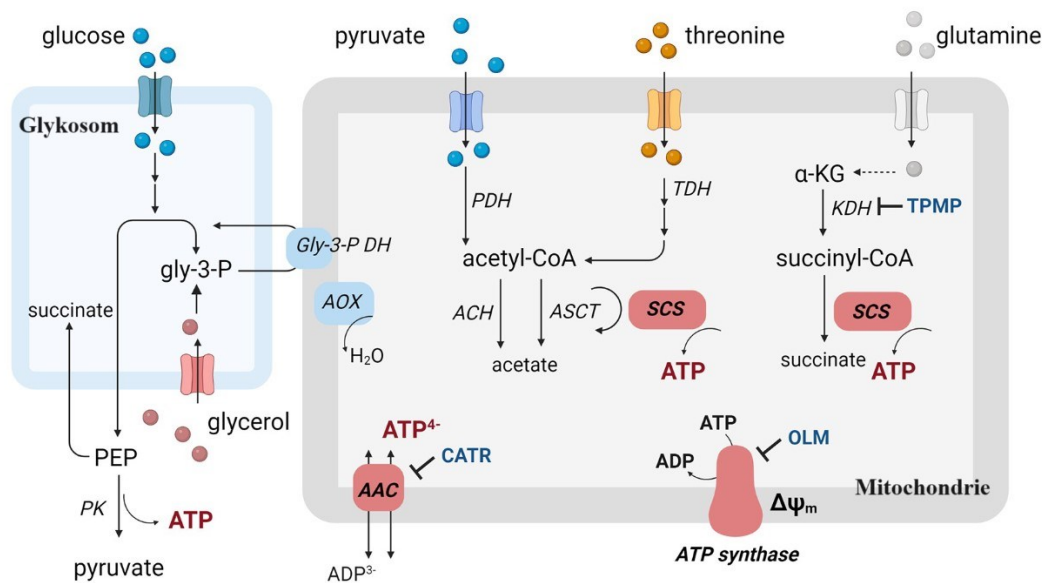 glucose
pyruvate
threonine
glutamine
Glykosom
α-KG
PDH
TDH
KDH
TPMP
Gly-3-P DH
gly-3-P
acetyl-CoA
succinyl-CoA
succinate
AOX
ACH
ASCT
SCS
SCS
H₂O
acetate
ATP
succinate
ATP
glycerol
ATP⁴⁻
ATP
OLM
PEP
CATR
ADP
AAC
Mitochondrie
PK
ATP
Δψₘ
ATP synthase
pyruvate
ADP³⁻